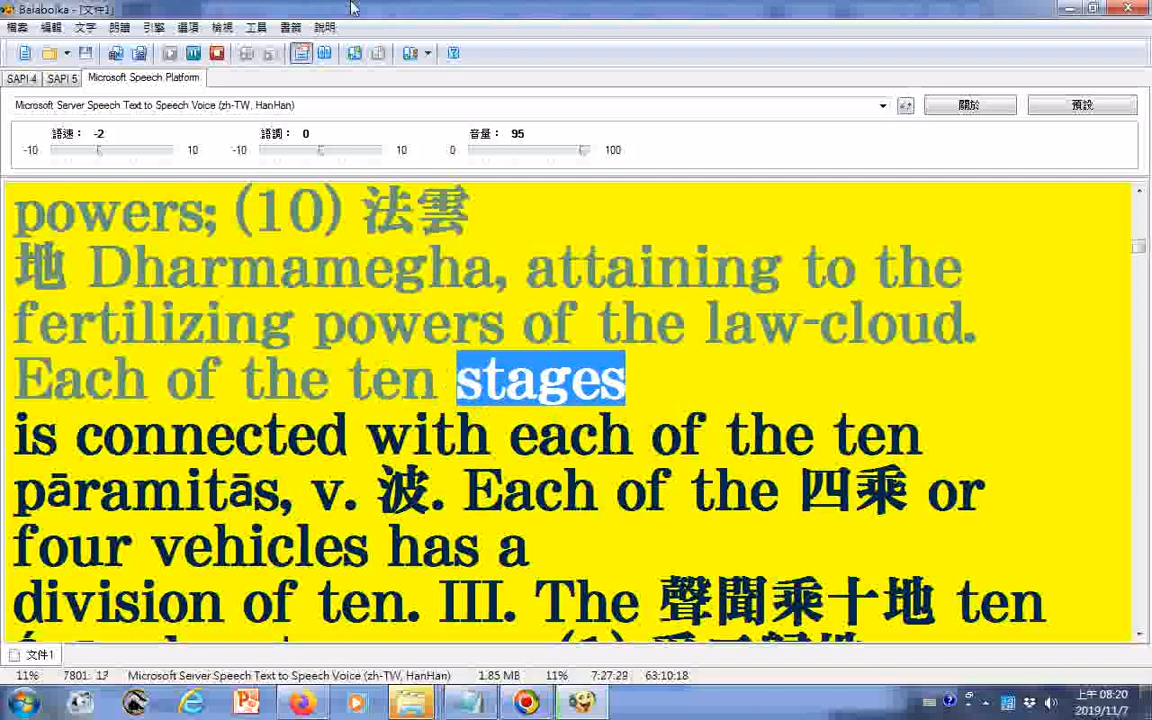 Balabolka - [文件1]
檔案 編輯 文字 朗讀 引擎 選項 檢視 工具 書籤 說明
SAPI 4 SAPI 5 Microsoft Speech Platform
Microsoft Server Speech Text to Speech Voice (zh-TW, HanHan) 關於 預設
語速： -2 語調： 0 音量： 95
-10 10 -10 10 0 100
powers; (10) 法雲
地 Dharmamegha, attaining to the
fertilizing powers of the law-cloud.
Each of the ten stages
is connected with each of the ten
pāramitās, v. 波. Each of the 四乘 or
four vehicles has a
division of ten. III. The 聲聞乘十地 ten
文件1
11% 7801: 13 Microsoft Server Speech Text to Speech Voice (zh-TW, HanHan) 1.85 MB 11% 7:27:28 63:10:18
上午 08:20
2019/11/7